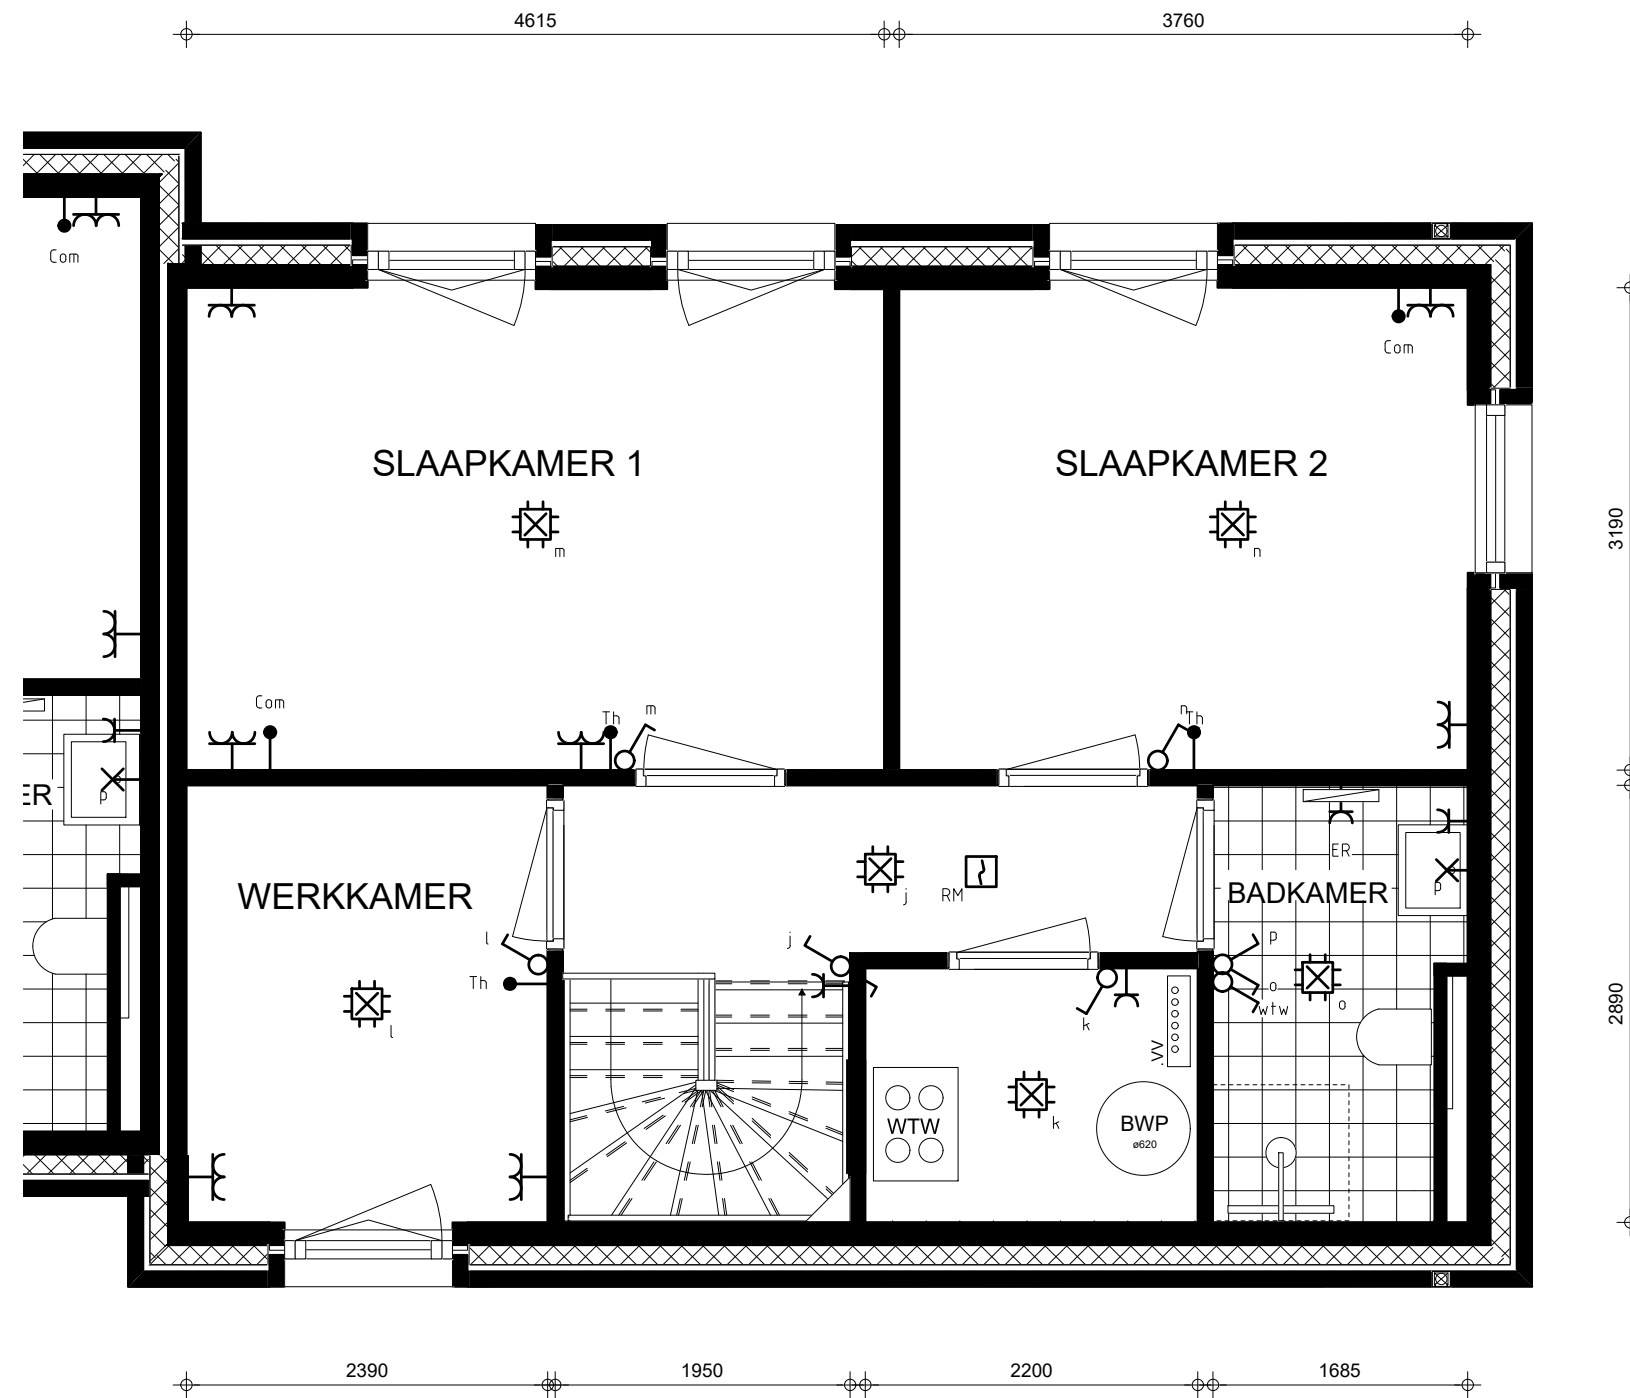 4615
3760
Com
Com
SLAAPKAMER 1
SLAAPKAMER 2
m
n
3190
Com
Th
m
n
Th
ER
p
WERKKAMER
j
RM
ER
BADKAMER
p
l
j
p
Th
k
o
wtw
o
l
2890
VV.
k
WTW
BWP
ø620
2390
1950
2200
1685